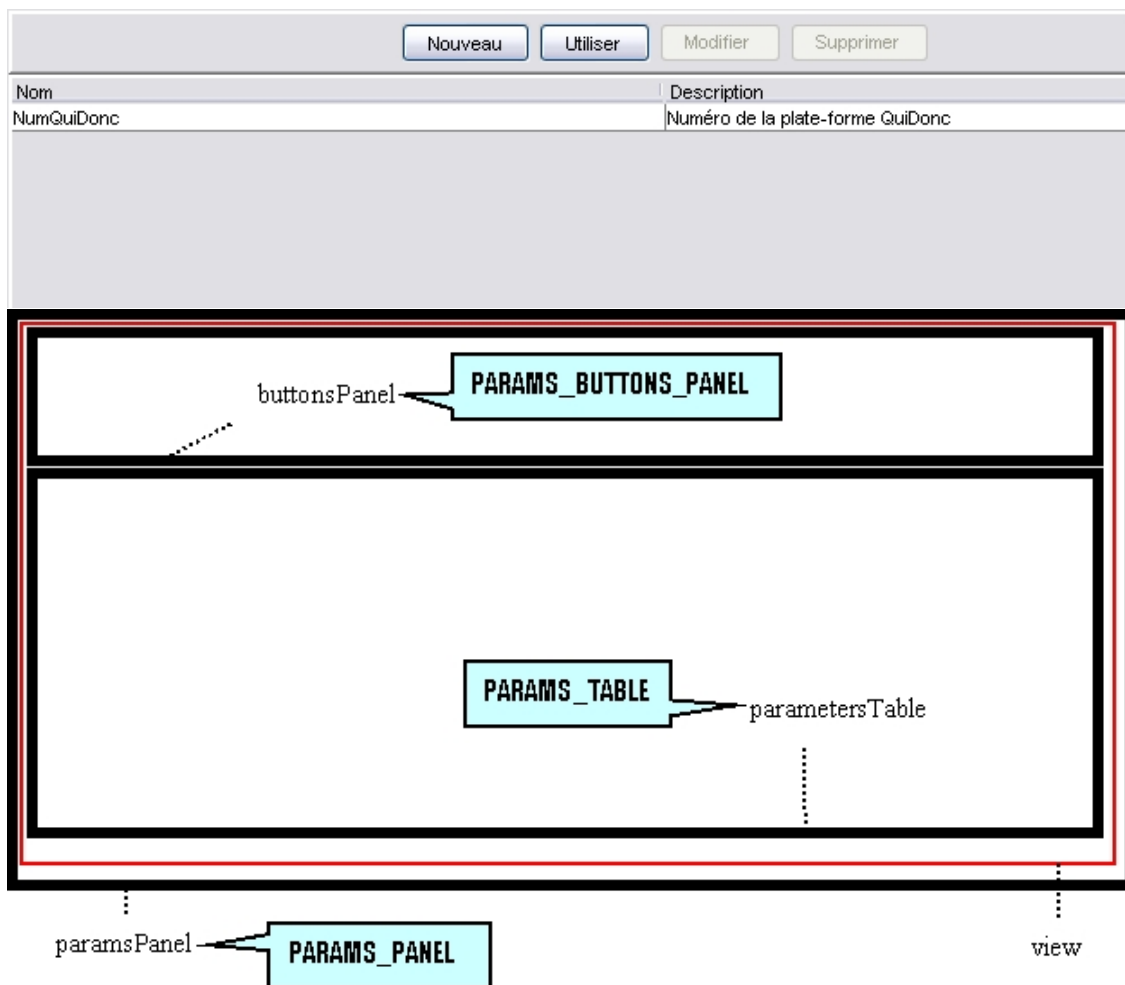 Nouveau Utiliser Modifier Supprimer
Nom Description
NumQuiDonc Numéro de la plate-forme QuiDonc
buttonsPanel PARAMS_BUTTONS_PANEL
PARAMS_TABLE parametersTable
paramsPanel PARAMS_PANEL view